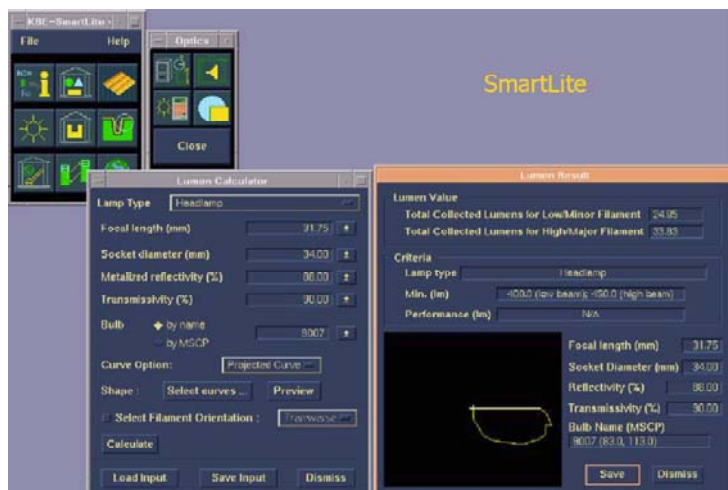 KBE-SmartLite
File Help
Optics
Close
SmartLite
Lumen Calculator
Lamp Type Headlamp
Focal length (mm) 31.75
Socket diameter (mm) 34.00
Metalized reflectivity (%) 88.00
Transmissivity (%) 90.00
Bulb by name 9007
by MSCP
Curve Option: Projected Curve
Shape : Select curves ... Preview
Select Filament Orientation : Transverse
Calculate
Load Input Save Input Dismiss
Lumen Result
Lumen Value
Total Collected Lumens for Low/Minor Filament 24.95
Total Collected Lumens for High/Major Filament 33.83
Criteria
Lamp type Headlamp
Min. (lm) (low beam); (high beam)
Performance (lm) N/A
Focal length (mm) 31.75
Socket Diameter (mm) 34.00
Reflectivity (%) 88.00
Transmissivity (%) 90.00
Bulb Name (MSCP)
9007 (83.0, 113.0)
Save Dismiss